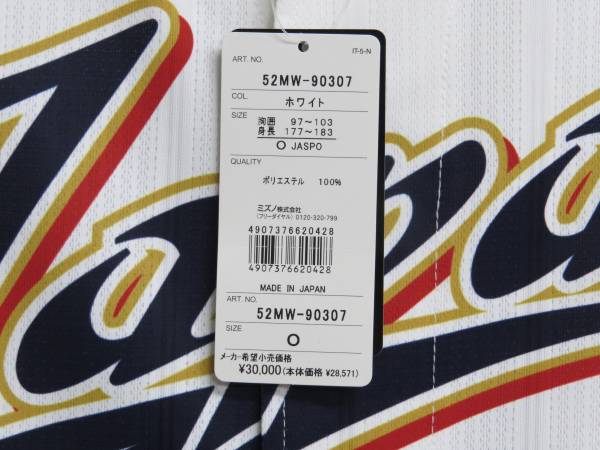 IT-5-N
ART. NO.
52MW-90307
COL.
ホワイト
SIZE
胸囲 97～103
身長 177～183
O JASPO
QUALITY
ポリエステル 100%
ミズノ株式会社
(フリーダイヤル) 0120-320-799
4907376620428
4907376620428
MADE IN JAPAN
ART. NO.
52MW-90307
SIZE
O
メーカー希望小売価格
¥30,000(本体価格 ¥28,571)
Japa